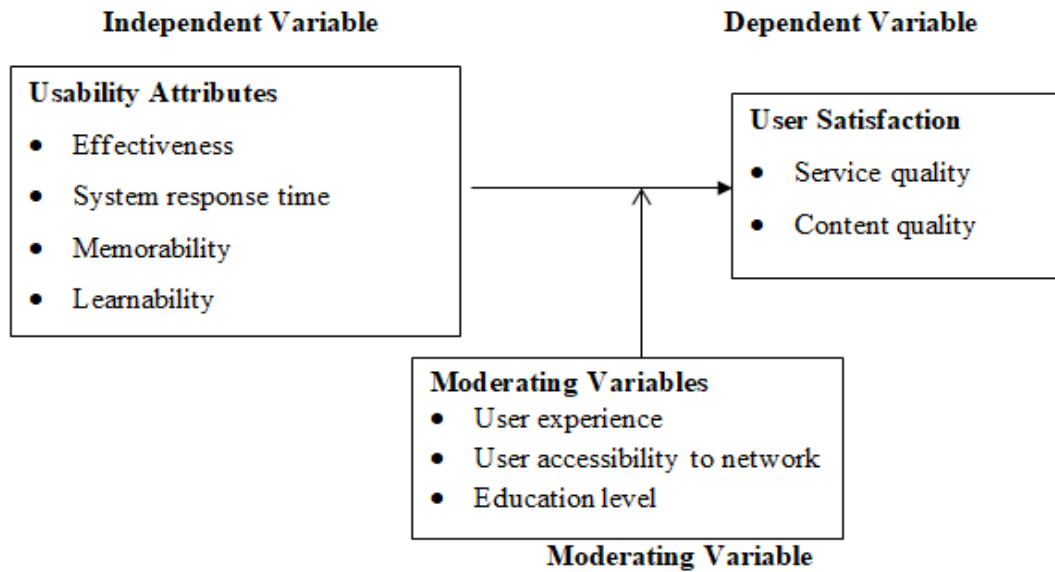 Independent Variable
Dependent Variable
Usability Attributes
• Effectiveness
• System response time
• Memorability
• Learnability
User Satisfaction
• Service quality
• Content quality
Moderating Variables
• User experience
• User accessibility to network
• Education level
Moderating Variable